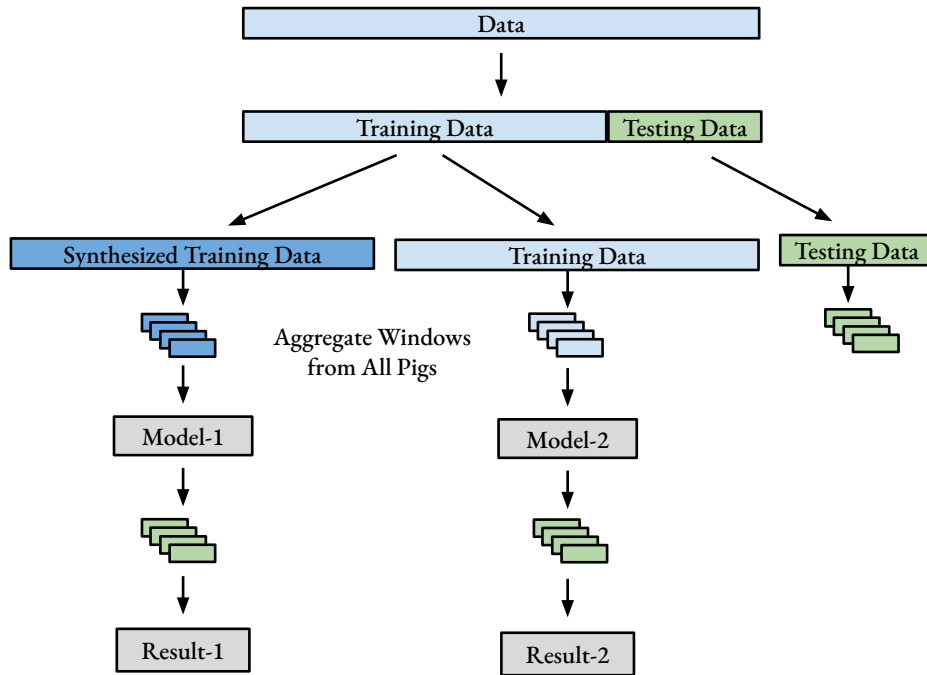 Data
Training Data
Testing Data
Synthesized Training Data
Training Data
Testing Data
Aggregate Windows
from All Pigs
Model-1
Model-2
Result-1
Result-2